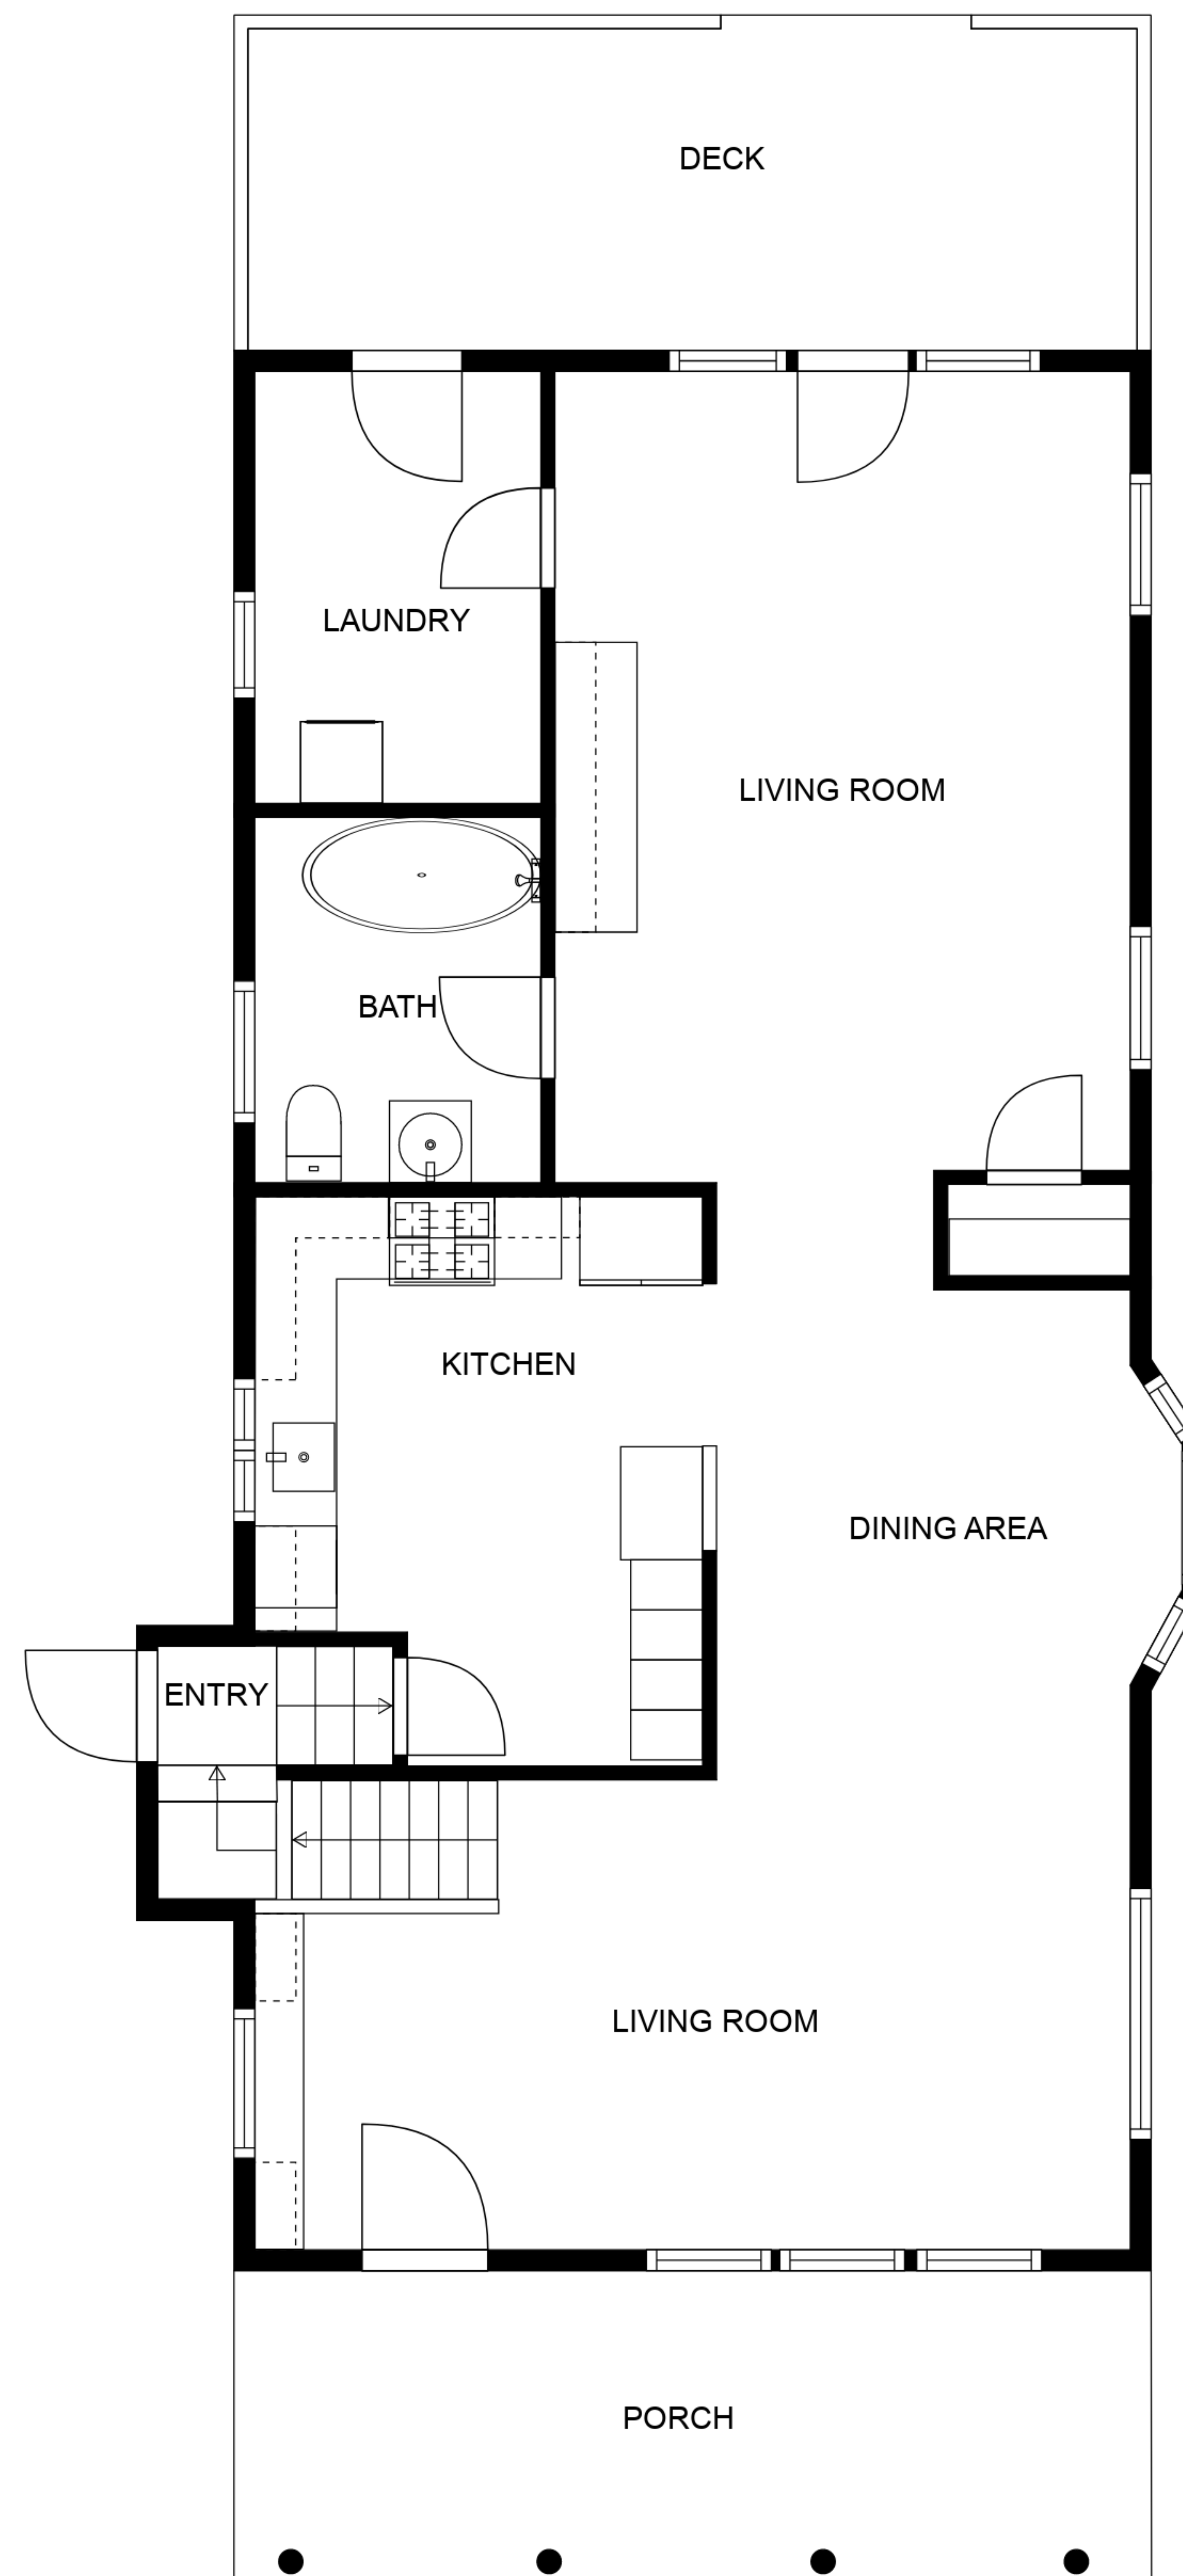 DECK
LAUNDRY
LIVING ROOM
BATH
KITCHEN
DINING AREA
ENTRY
LIVING ROOM
PORCH